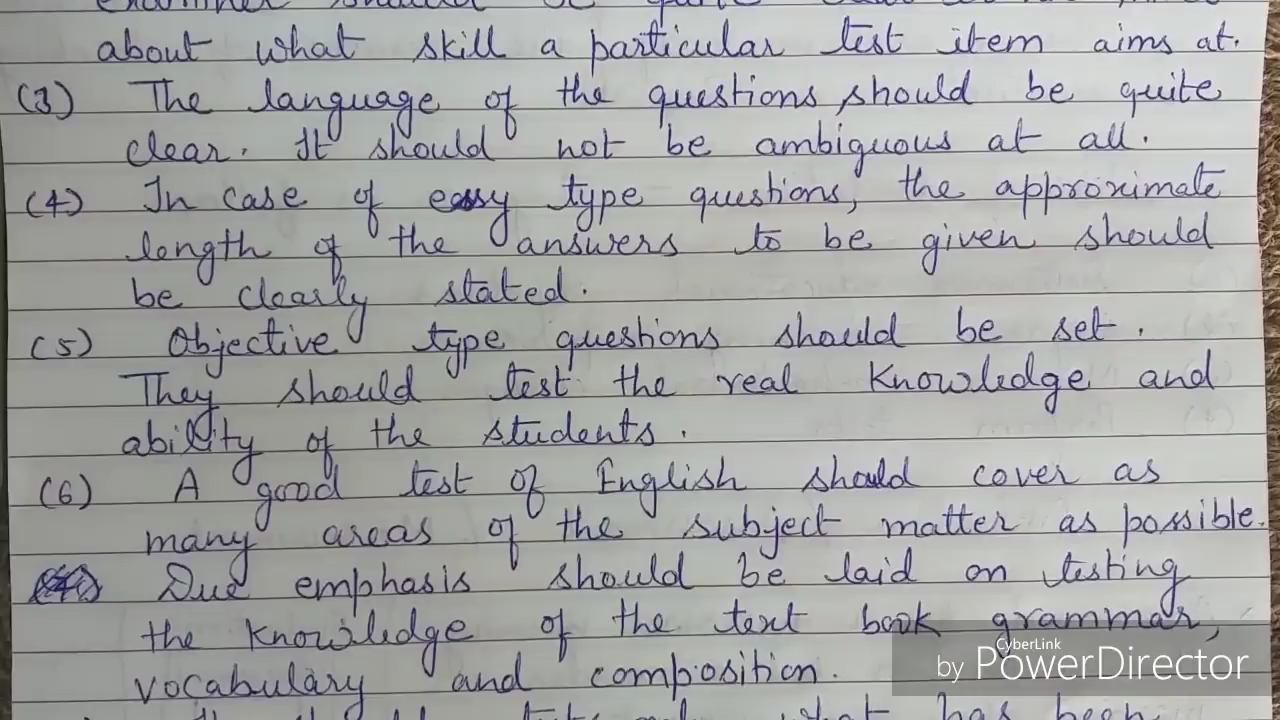 about what skill a particular test item aims at.
(3) The language of the questions should be quite
clear. It should not be ambiguous at all.
(4) In case of essy type questions, the approximate
length of the answers to be given should
be clearly stated.
(5) Objective type questions should be set.
They should test the real knowledge and
ability of the students.
(6) A good test of English should cover as
many areas of the subject matter as possible.
Due emphasis should be laid on testing
the knowledge of the text book grammar,
vocabulary and composition.
what has been
CyberLink
by PowerDirector